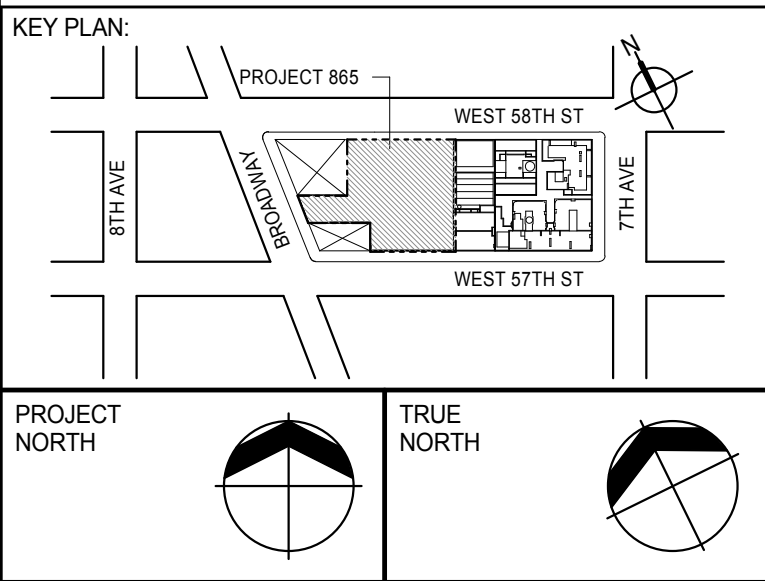 KEY PLAN:
PROJECT 865
N
WEST 58TH ST
8TH AVE
BROADWAY
7TH AVE
WEST 57TH ST
PROJECT
NORTH
TRUE
NORTH